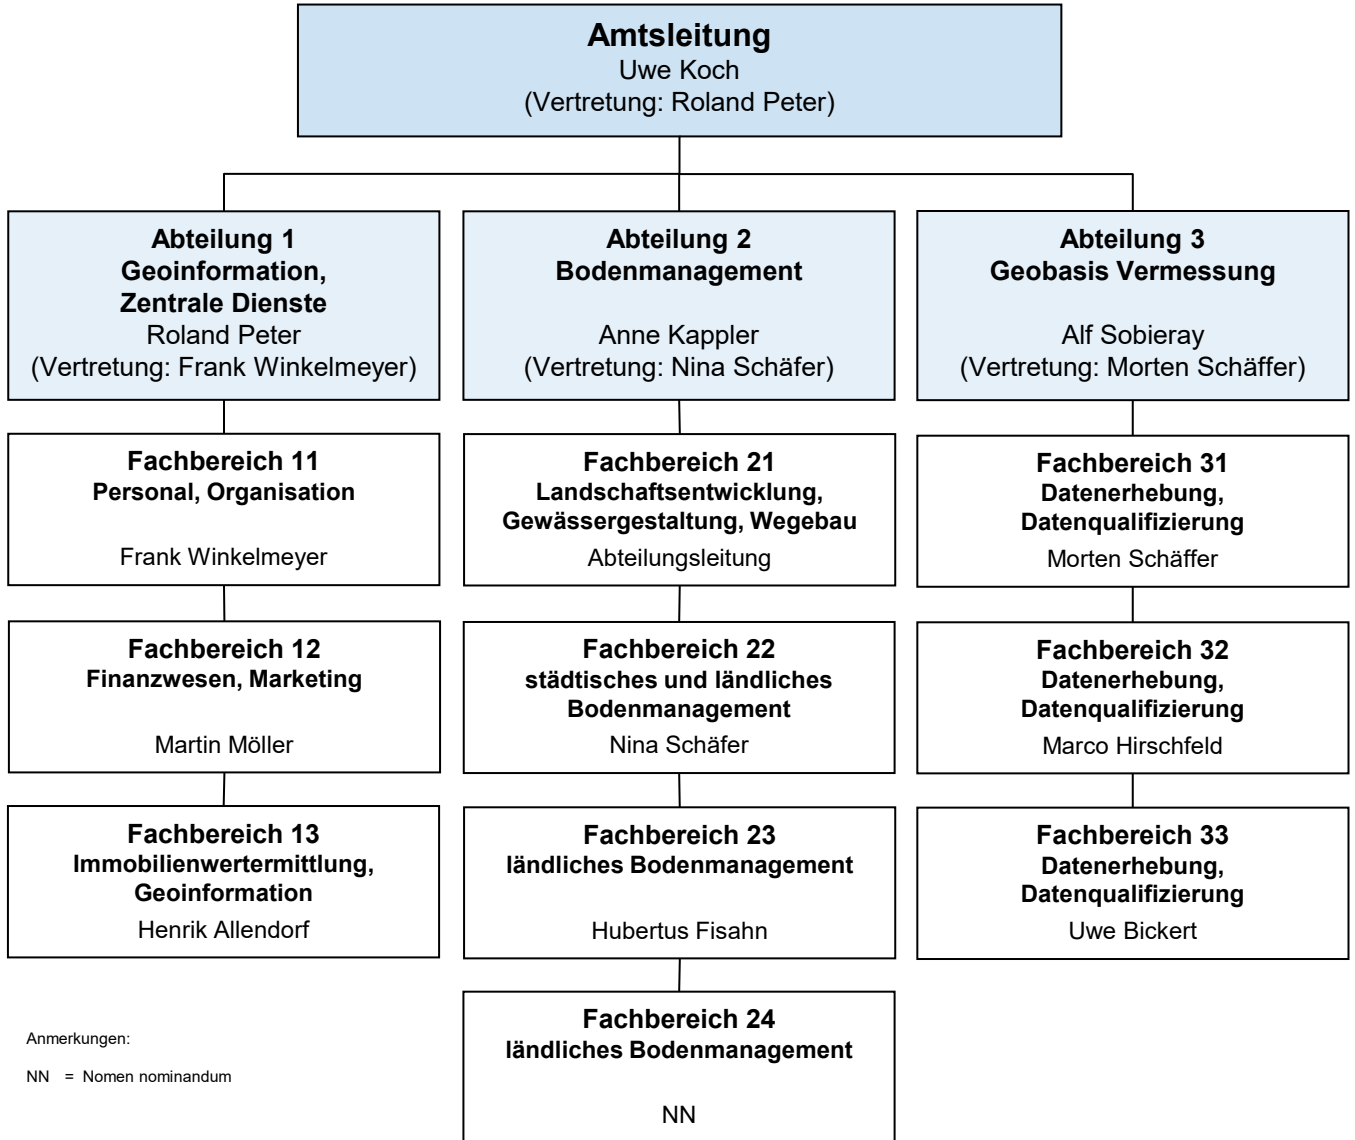 Amtsleitung
Uwe Koch
(Vertretung: Roland Peter)
Abteilung 1
Geoinformation,
Zentrale Dienste
Roland Peter
(Vertretung: Frank Winkelmeyer)
Abteilung 2
Bodenmanagement
Anne Kappler
(Vertretung: Nina Schäfer)
Abteilung 3
Geobasis Vermessung
Alf Sobieray
(Vertretung: Morten Schäffer)
Fachbereich 11
Personal, Organisation
Frank Winkelmeyer
Fachbereich 21
Landschaftsentwicklung,
Gewässergestaltung, Wegebau
Abteilungsleitung
Fachbereich 31
Datenerhebung,
Datenqualifizierung
Morten Schäffer
Fachbereich 12
Finanzwesen, Marketing
Martin Möller
Fachbereich 22
städtisches und ländliches
Bodenmanagement
Nina Schäfer
Fachbereich 32
Datenerhebung,
Datenqualifizierung
Marco Hirschfeld
Fachbereich 13
Immobilienwertermittlung,
Geoinformation
Henrik Allendorf
Fachbereich 23
ländliches Bodenmanagement
Hubertus Fisahn
Fachbereich 33
Datenerhebung,
Datenqualifizierung
Uwe Bickert
Fachbereich 24
ländliches Bodenmanagement
NN
Anmerkungen:
NN = Nomen nominandum